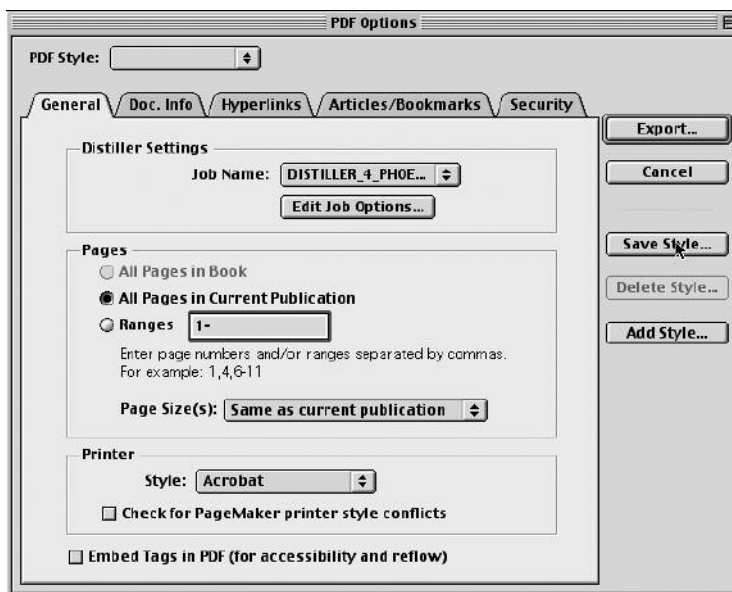 PDF Options
PDF Style:
General Doc. Info Hyperlinks Articles/Bookmarks Security
Export...
Cancel
Save Style...
Delete Style...
Add Style...
Distiller Settings
Job Name: DISTILLER_4_PHOE...
Edit Job Options...
Pages
All Pages in Book
All Pages in Current Publication
Ranges 1-
Enter page numbers and/or ranges separated by commas.
For example: 1,4,6-11
Page Size(s): Same as current publication
Printer
Style: Acrobat
Check for PageMaker printer style conflicts
Embed Tags in PDF (for accessibility and reflow)